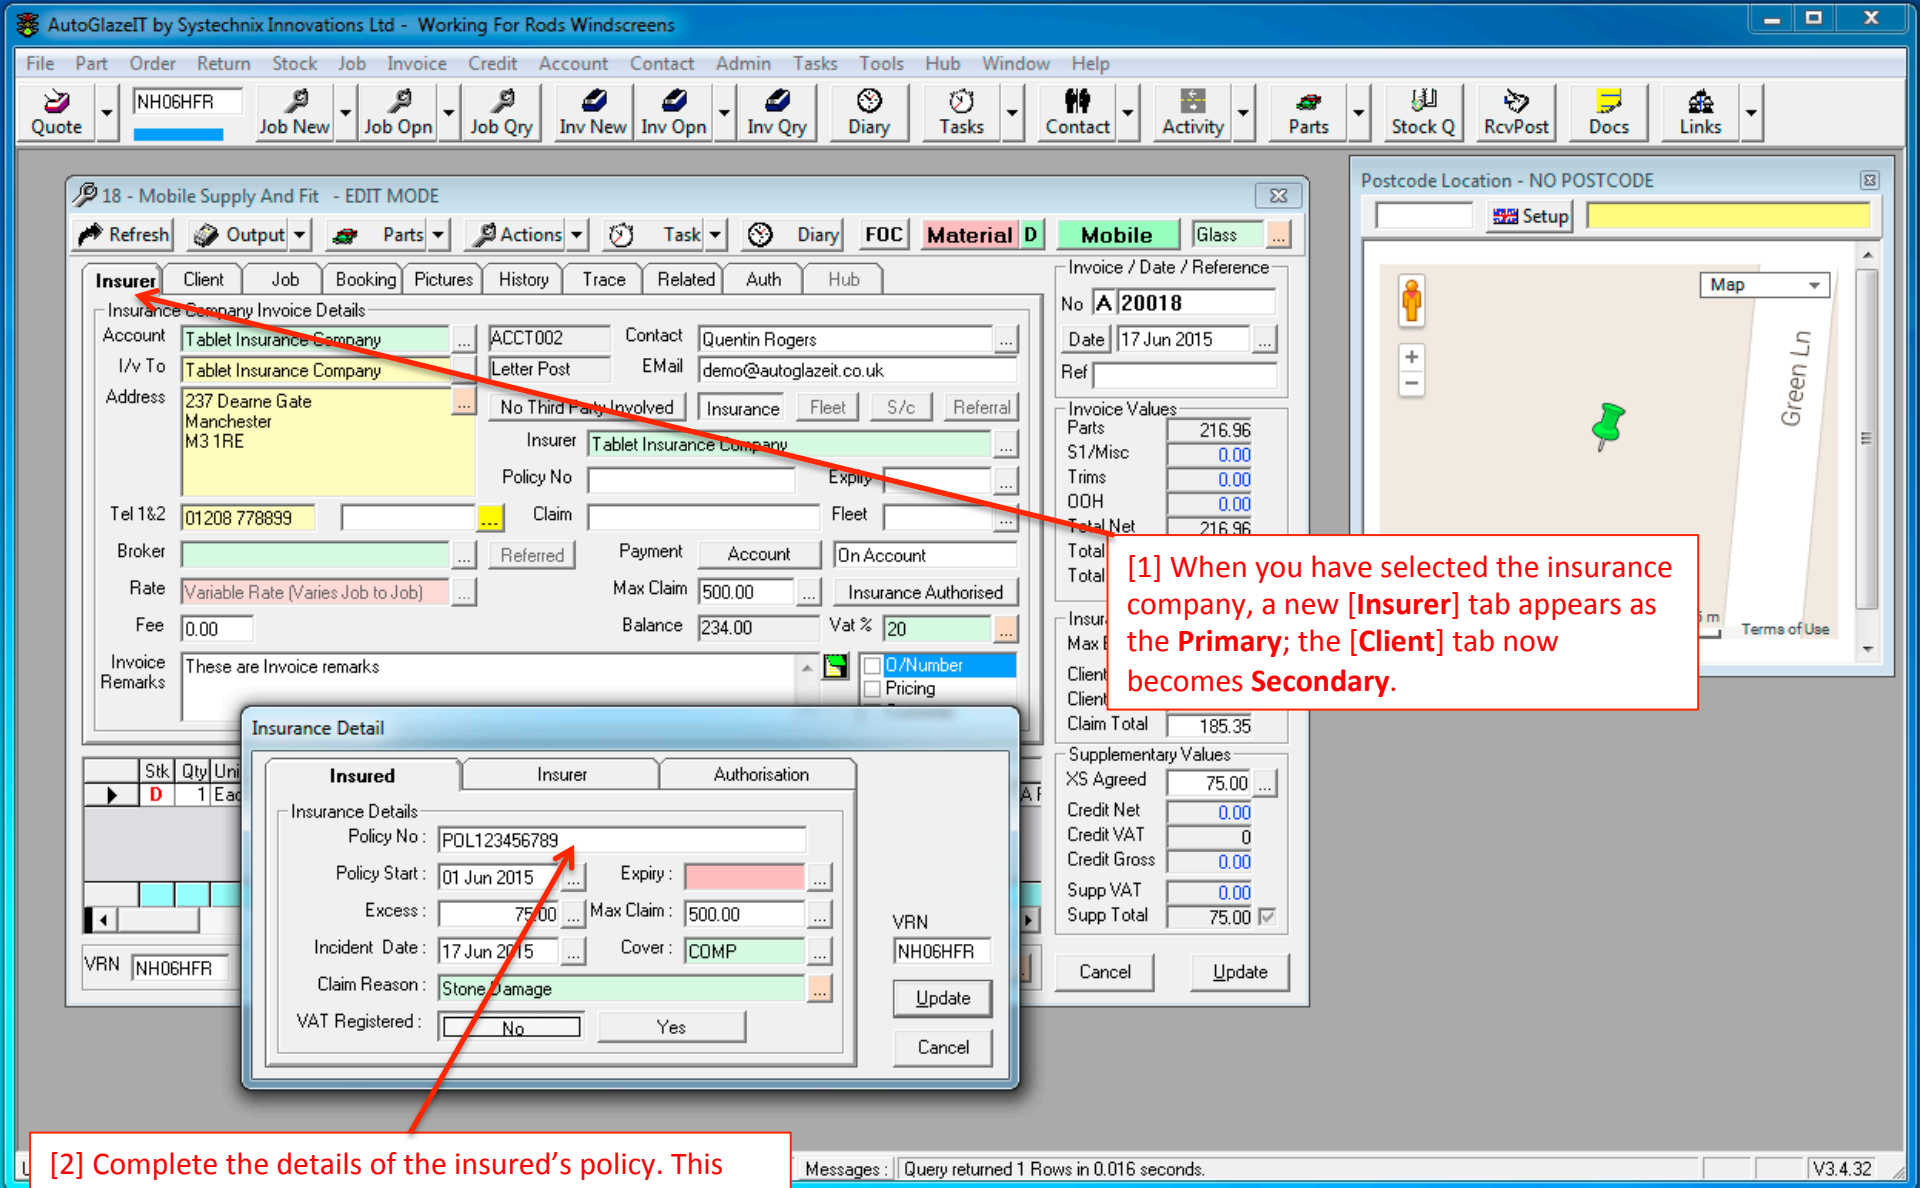 AutoGlazeIT by Systechnix Innovations Ltd - Working For Rods Windscreens
File Part Order Return Stock Job Invoice Credit Account Contact Admin Tasks Tools Hub Window Help
Quote NH06HFR Job New Job Opn Job Qry Inv New Inv Opn Inv Qry Diary Tasks Contact Activity Parts Stock Q RcvPost Docs Links
18 - Mobile Supply And Fit - EDIT MODE
Refresh Output Parts Actions Task Diary FOC Material D Mobile Glass ...
Insurer Client Job Booking Pictures History Trace Related Auth Hub
Insurance Company Invoice Details
Account Tablet Insurance Company ... ACCT002 Contact Quentin Rogers ...
I/v To Tablet Insurance Company Letter Post EMail demo@autoglazeit.co.uk
Address 237 Dearne Gate ...
Manchester
M3 1RE
No Third Party Involved Insurance Fleet S/c Referral
Insurer Tablet Insurance Company ...
Policy No Expiry ...
Tel 1&2 01208 778899 ... Claim Fleet ...
Broker ... Referred Payment Account On Account
Rate Variable Rate (Varies Job to Job) ... Max Claim 500.00 ... Insurance Authorised
Fee 0.00 Balance 234.00 Vat % 20 ...
Invoice Remarks These are Invoice remarks
O/Number
Pricing
Invoice / Date / Reference
No A 20018
Date 17 Jun 2015 ...
Ref
Invoice Values
Parts 216.96
S1/Misc 0.00
Trims 0.00
OOH 0.00
Total Net 216.96
Total
Total
Insur
Max
Client
Client
Claim Total 185.35
Supplementary Values
XS Agreed 75.00 ...
Credit Net 0.00
Credit VAT 0
Credit Gross 0.00
Supp VAT 0.00
Supp Total 75.00
Cancel Update
Stk Qty Uni
D 1 Eac
VRN NH06HFR
Insurance Detail
Insured Insurer Authorisation
Insurance Details
Policy No : POL123456789
Policy Start : 01 Jun 2015 ... Expiry : ...
Excess : 75.00 ... Max Claim : 500.00 ...
Incident Date : 17 Jun 2015 ... Cover : COMP ...
Claim Reason : Stone Damage ...
VAT Registered : No Yes
VRN
NH06HFR
Update
Cancel
Postcode Location - NO POSTCODE
Setup
Map
Green Ln
+
−
5 m Terms of Use
[1] When you have selected the insurance
company, a new [Insurer] tab appears as
the Primary; the [Client] tab now
becomes Secondary.
[2] Complete the details of the insured’s policy. This
Messages : Query returned 1 Rows in 0.016 seconds. V3.4.32